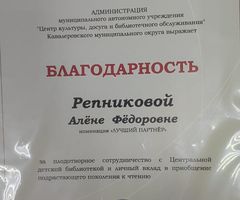 АДМИНИСТРАЦИЯ
муниципального автономного учреждения
"Центр культуры, досуга и библиотечного обслуживания"
Кавалеровского муниципального округа выражает
БЛАГОДАРНОСТЬ
Репниковой
Алёне Фёдоровне
номинация «ЛУЧШИЙ ПАРТНЁР»
за плодотворное сотрудничество с Центральной
детской библиотекой и личный вклад в приобщение
подрастающего поколения к чтению